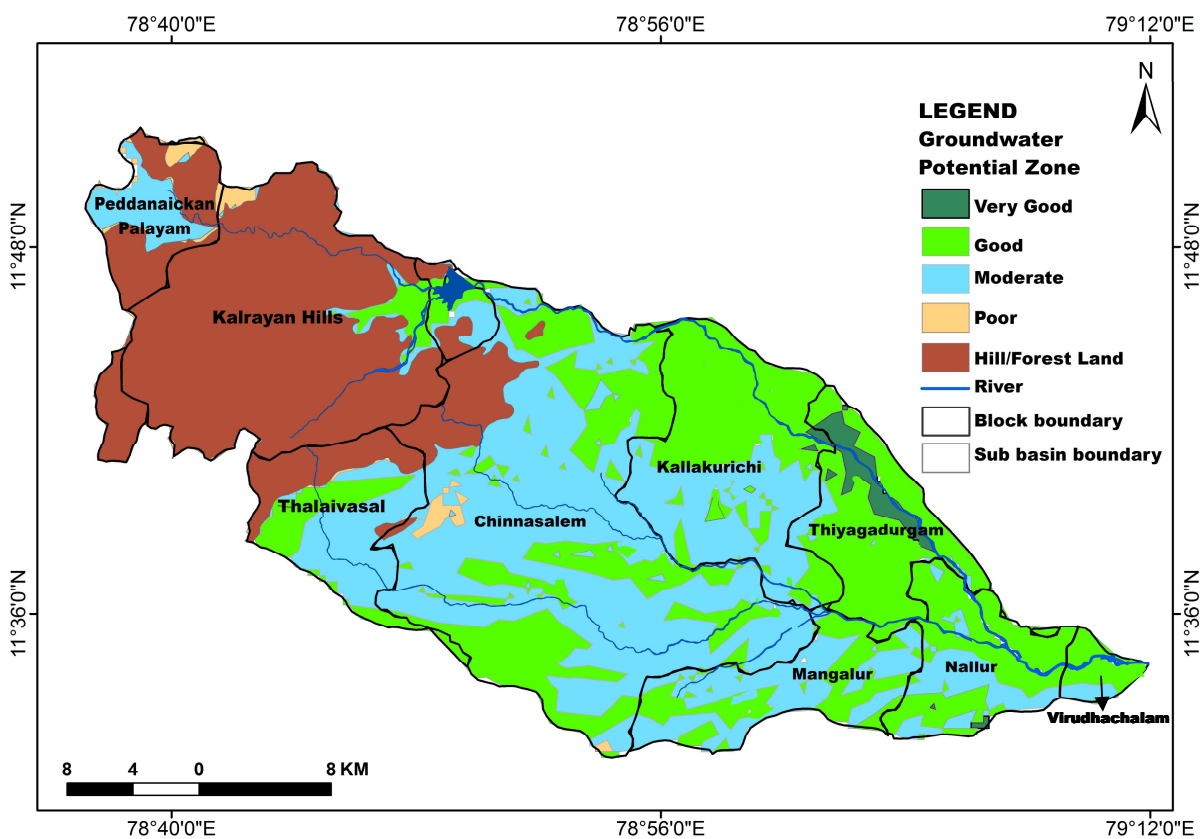 78°40'0"E
78°56'0"E
79°12'0"E
N
LEGEND
Groundwater
Potential Zone
Very Good
Good
Moderate
Poor
Hill/Forest Land
River
Block boundary
Sub basin boundary
11°48'0"N
11°48'0"N
Peddanaickan
Palayam
Kalrayan Hills
Kallakurichi
Thalaivasal
Chinnasalem
Thiyagadurgam
11°36'0"N
11°36'0"N
Mangalur
Nallur
Virudhachalam
8 4 0 8 KM
78°40'0"E
78°56'0"E
79°12'0"E